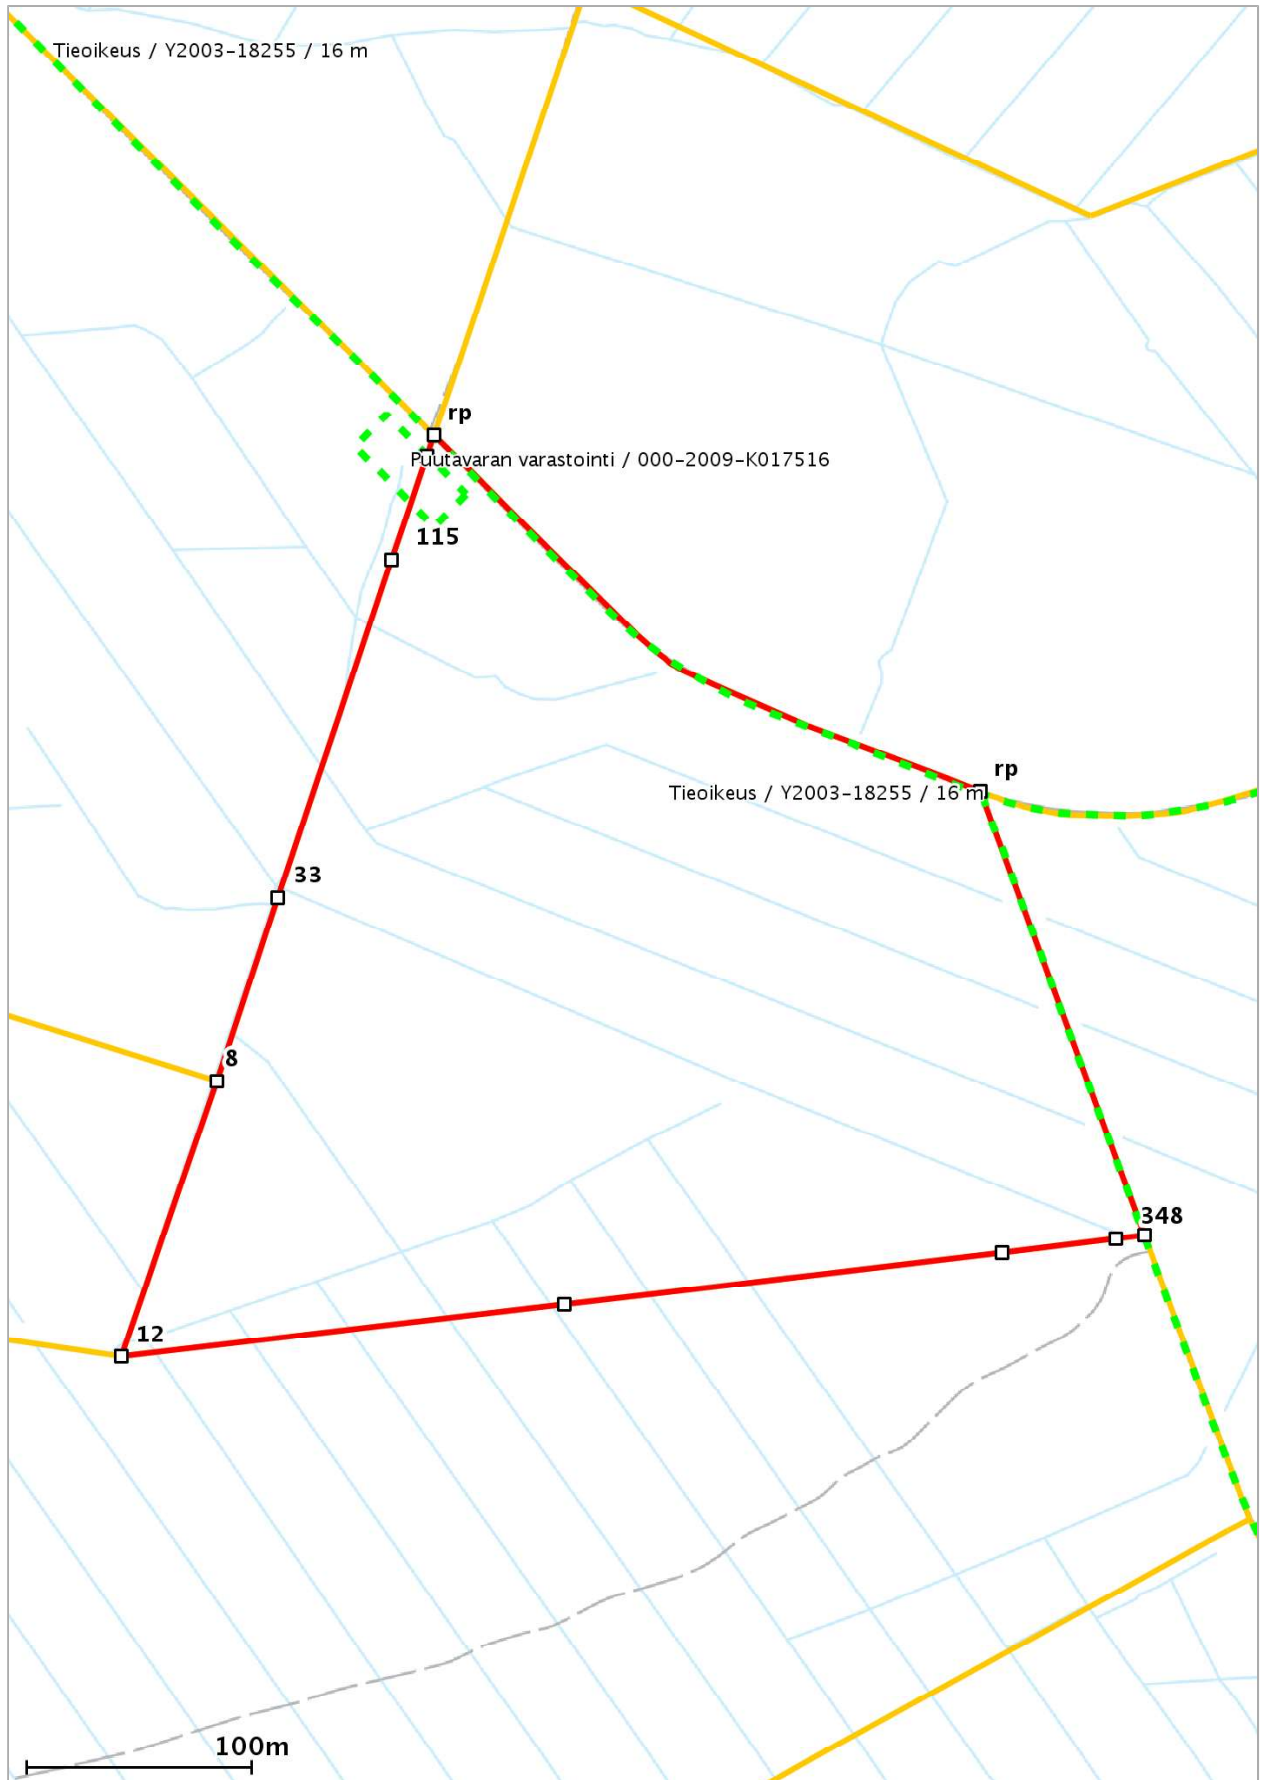 Tieoikeus / Y2003-18255 / 16 m
rp
Puutavaran varastointi / 000-2009-K017516
115
rp
Tieoikeus / Y2003-18255 / 16 m
33
8
348
12
100m